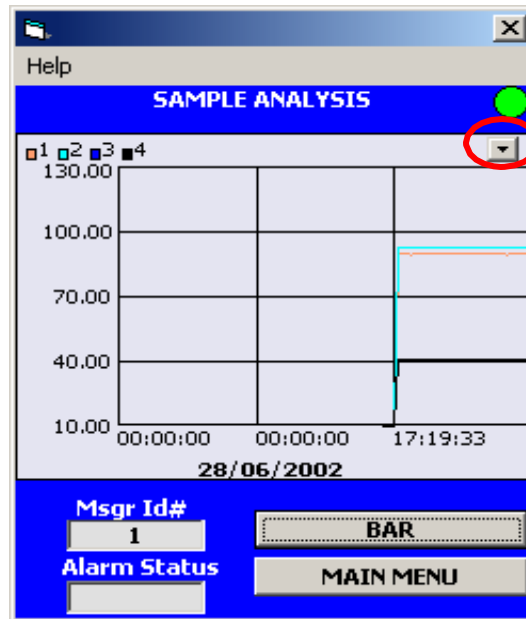 Help
SAMPLE ANALYSIS
1 2 3 4
130.00
100.00
70.00
40.00
10.00
00:00:00 00:00:00 17:19:33
28/06/2002
Msgr Id#
1
BAR
Alarm Status
MAIN MENU